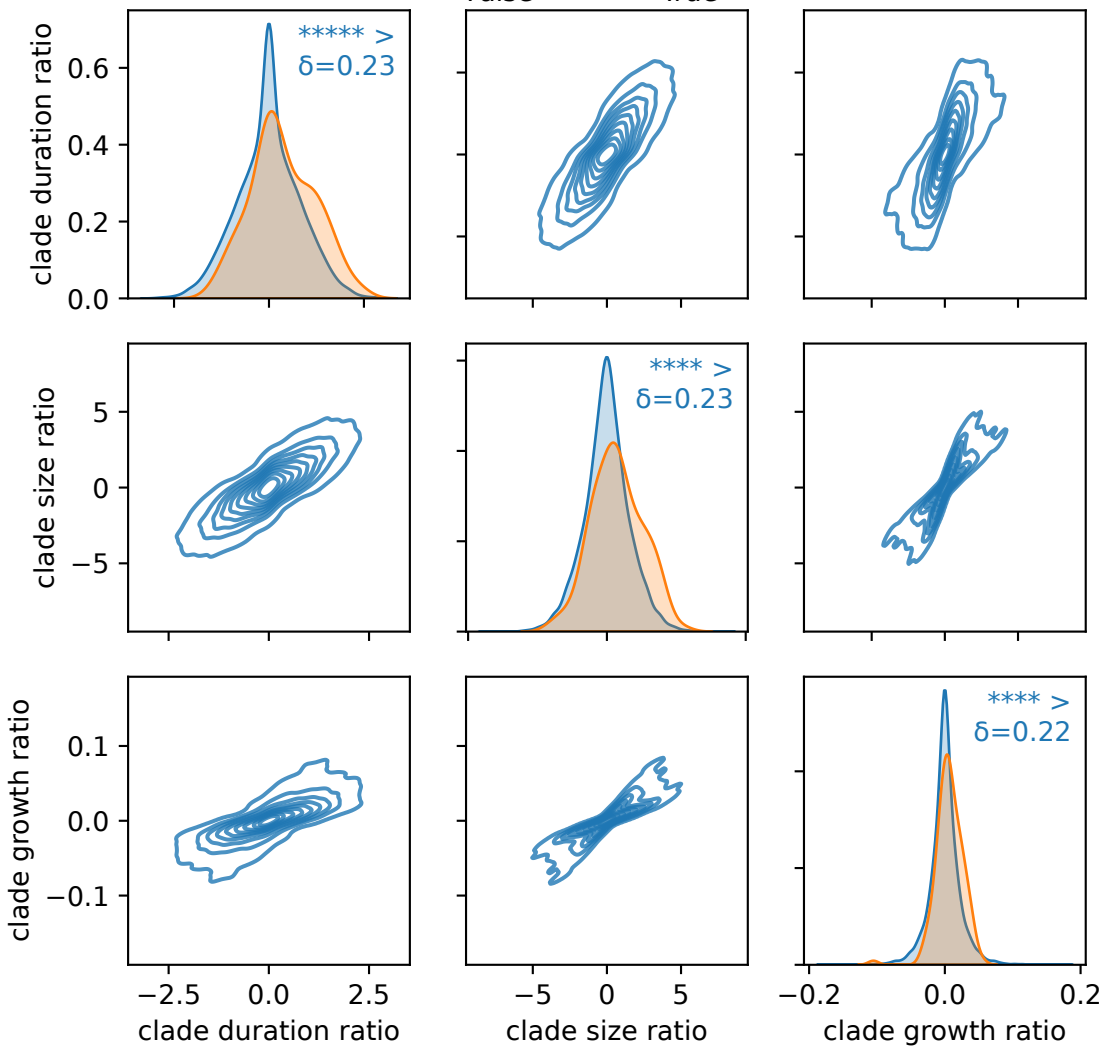 clade duration ratio
0.6
0.4
0.2
0.0
***** >
δ=0.23
clade size ratio
5
0
−5
**** >
δ=0.23
clade growth ratio
0.1
0.0
−0.1
**** >
δ=0.22
−2.5 0.0 2.5
−5 0 5
−0.2 0.0 0.2
clade duration ratio
clade size ratio
clade growth ratio